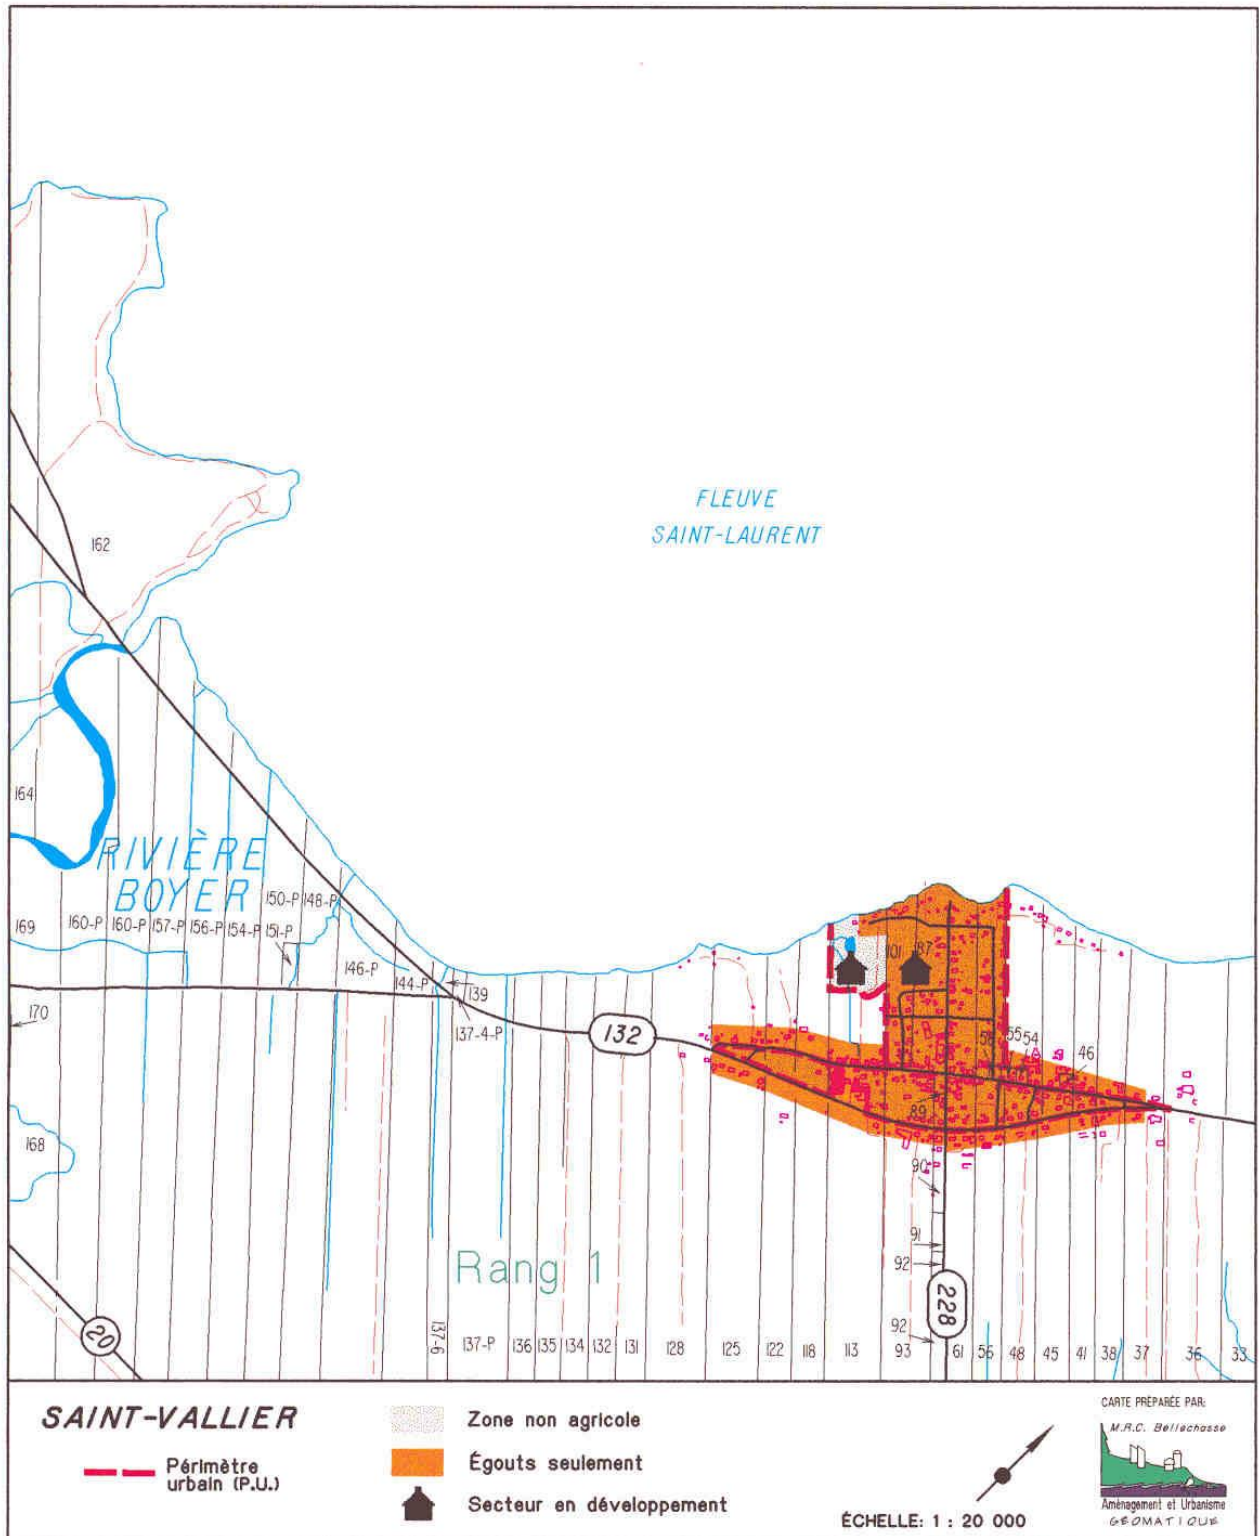 FLEUVE
SAINT-LAURENT
162
164
RIVIÈRE
BOYER
150-P 148-P
169 160-P 160-P 157-P 156-P 154-P 151-P
146-P
144-P
139
137-4-P
170
168
132
101 187
55 54
46
89
90
91
92
92
228
20
Rang 1
137-6
137-P 136 135 134 132 131 128 125 122 118 113 93 61 56 48 45 41 38 37 36 33
SAINT-VALLIER
Périmètre
urbain (P.U.)
Zone non agricole
Égouts seulement
Secteur en développement
ÉCHELLE: 1 : 20 000
CARTE PRÉPARÉE PAR:
M.R.C. Bellechasse
Aménagement et Urbanisme
GÉOMATIQUE